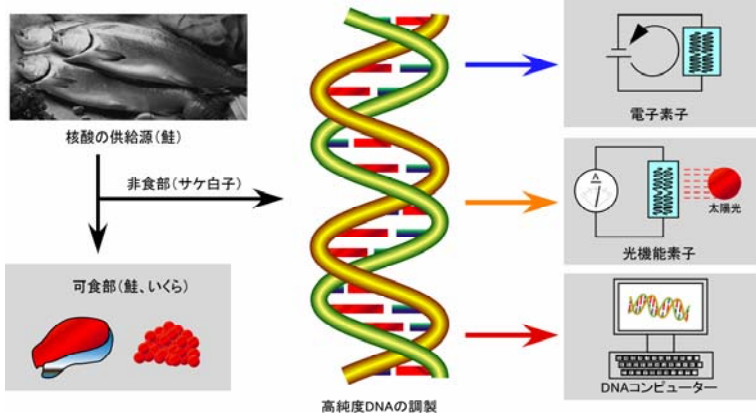 核酸の供給源(鮭)
非食部(サケ白子)
可食部(鮭、いくら)
高純度DNAの調製
電子素子
A
太陽光
光機能素子
DNAコンピューター